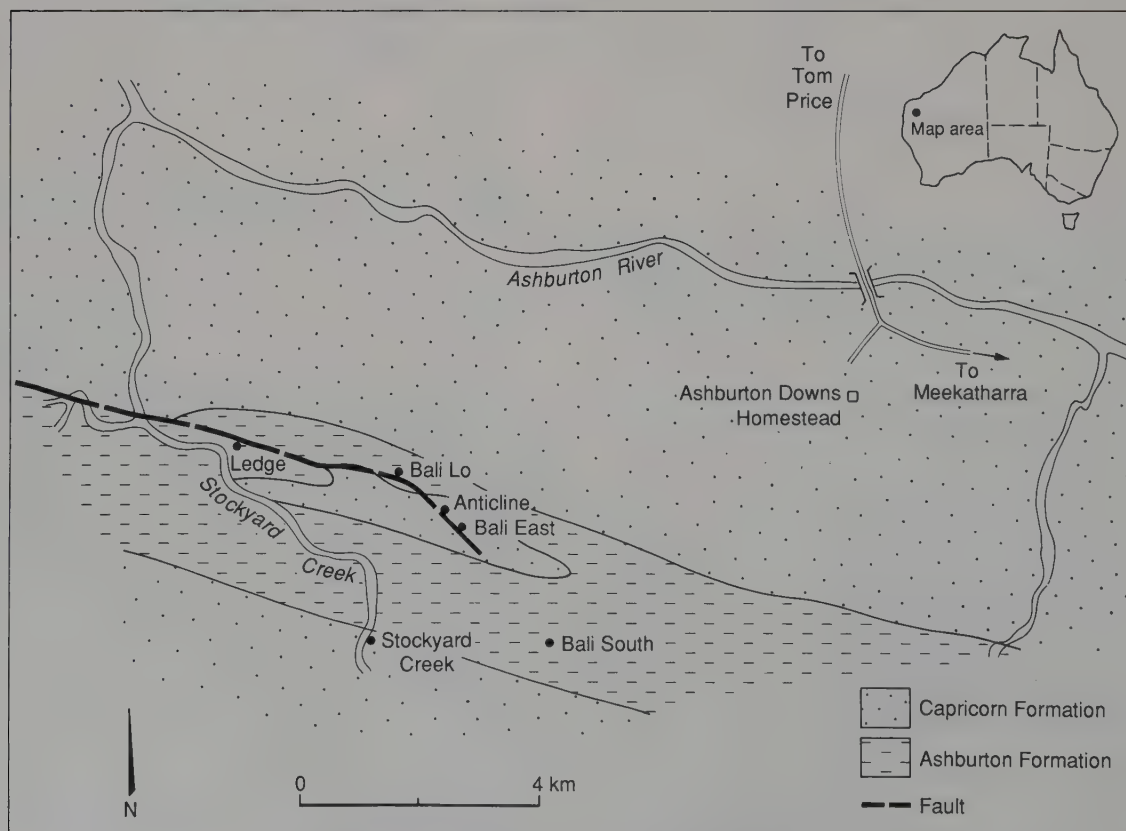 To
Tom
Price
Map area
Ashburton River
To
Meekatharra
Ashburton Downs
Homestead
Ledge
Bali Lo
Anticline
Bali East
Stockyard
Creek
Stockyard
Creek
Bali South
Capricorn Formation
Ashburton Formation
Fault
N
0
4 km